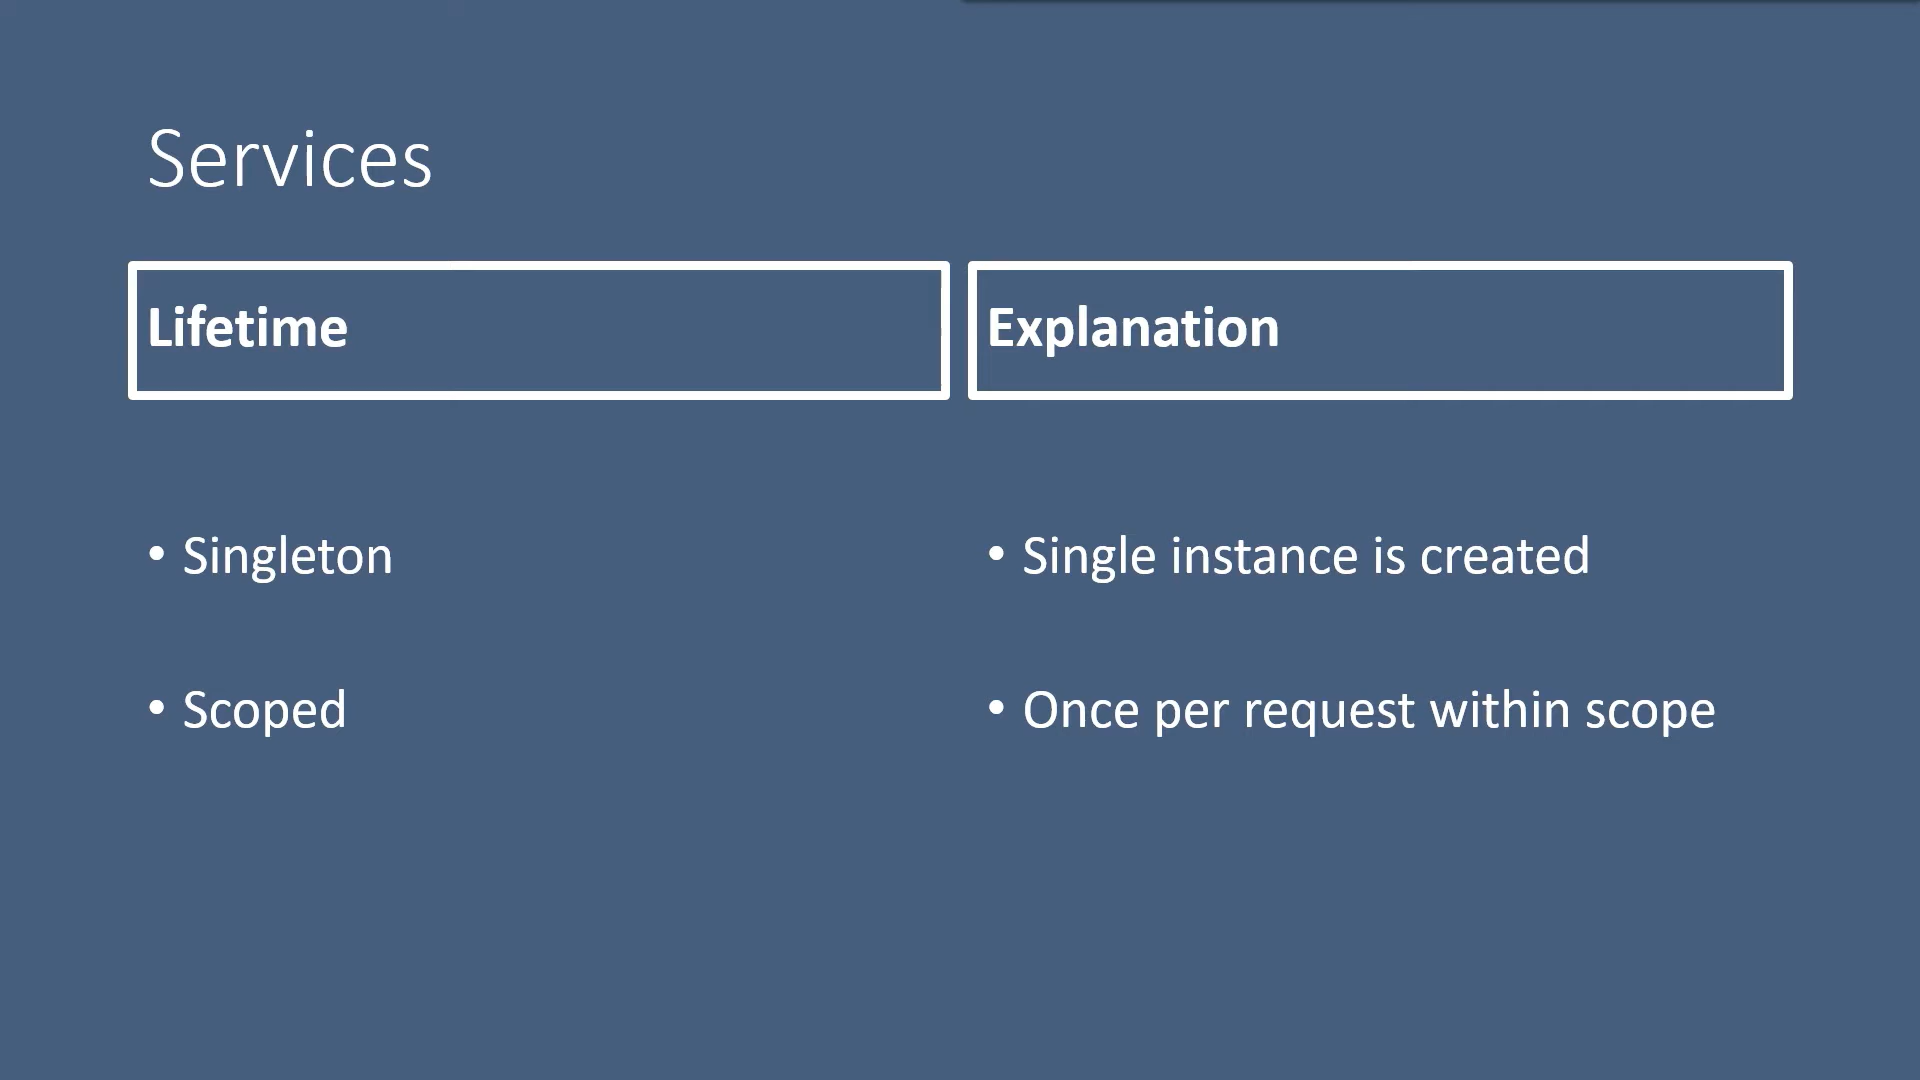 Services
Lifetime
Explanation
• Singleton
• Single instance is created
• Scoped
• Once per request within scope